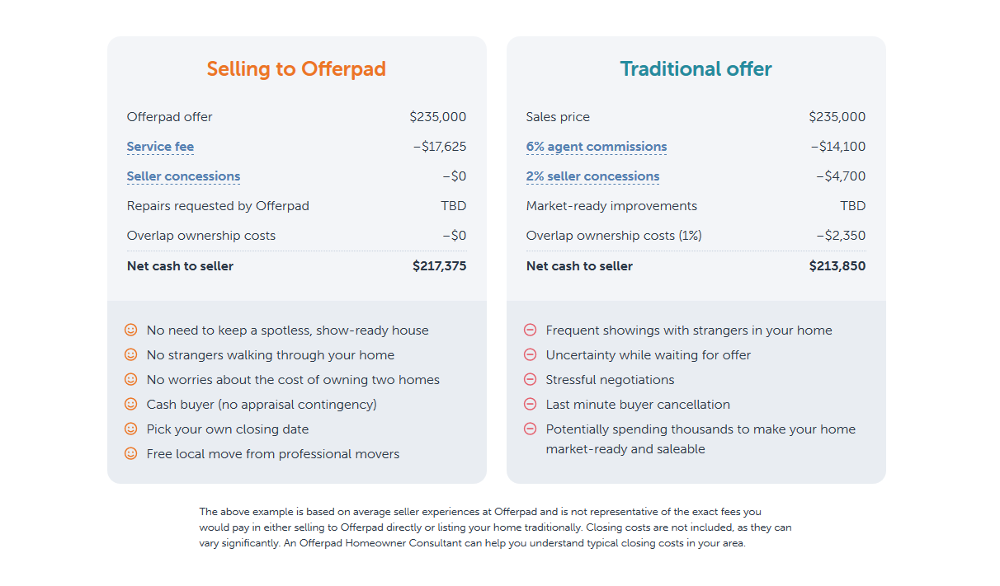 Selling to Offerpad
Offerpad offer $235,000
Service fee –$17,625
Seller concessions –$0
Repairs requested by Offerpad TBD
Overlap ownership costs –$0
Net cash to seller $217,375
No need to keep a spotless, show-ready house
No strangers walking through your home
No worries about the cost of owning two homes
Cash buyer (no appraisal contingency)
Pick your own closing date
Free local move from professional movers
Traditional offer
Sales price $235,000
6% agent commissions –$14,100
2% seller concessions –$4,700
Market-ready improvements TBD
Overlap ownership costs (1%) –$2,350
Net cash to seller $213,850
Frequent showings with strangers in your home
Uncertainty while waiting for offer
Stressful negotiations
Last minute buyer cancellation
Potentially spending thousands to make your home
market-ready and saleable
The above example is based on average seller experiences at Offerpad and is not representative of the exact fees you
would pay in either selling to Offerpad directly or listing your home traditionally. Closing costs are not included, as they can
vary significantly. An Offerpad Homeowner Consultant can help you understand typical closing costs in your area.